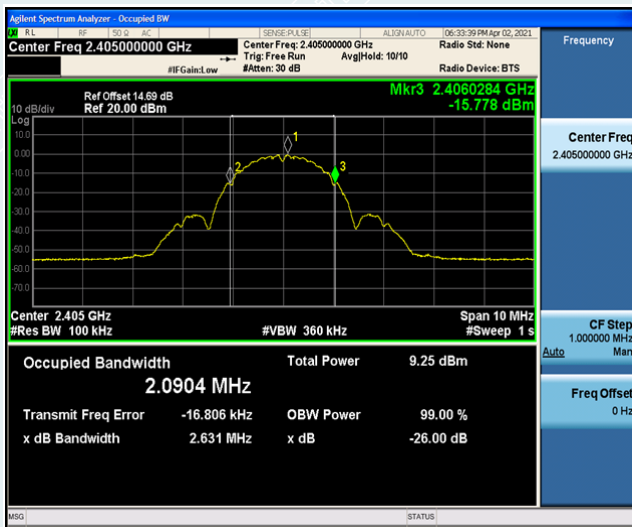 Agilent Spectrum Analyzer - Occupied BW
RL RF 50 Ω AC SENSE:PULSE ALIGN AUTO 06:33:39 PM Apr 02, 2021
Center Freq 2.405000000 GHz
Center Freq: 2.405000000 GHz
Radio Std: None
Trig: Free Run Avg|Hold: 10/10
#IFGain:Low #Atten: 30 dB Radio Device: BTS
Ref Offset 14.69 dB
Mkr3 2.4060284 GHz
10 dB/div Ref 20.00 dBm -15.778 dBm
Log
10.0
0.00
-10.0
-20.0
-30.0
-40.0
-50.0
-60.0
-70.0
1
2
3
Center 2.405 GHz Span 10 MHz
#Res BW 100 kHz #VBW 360 kHz #Sweep 1 s
Occupied Bandwidth Total Power 9.25 dBm
2.0904 MHz
Transmit Freq Error -16.806 kHz OBW Power 99.00 %
x dB Bandwidth 2.631 MHz x dB -26.00 dB
MSG STATUS
Frequency
Center Freq
2.405000000 GHz
CF Step
1.000000 MHz
Auto Man
Freq Offset
0 Hz